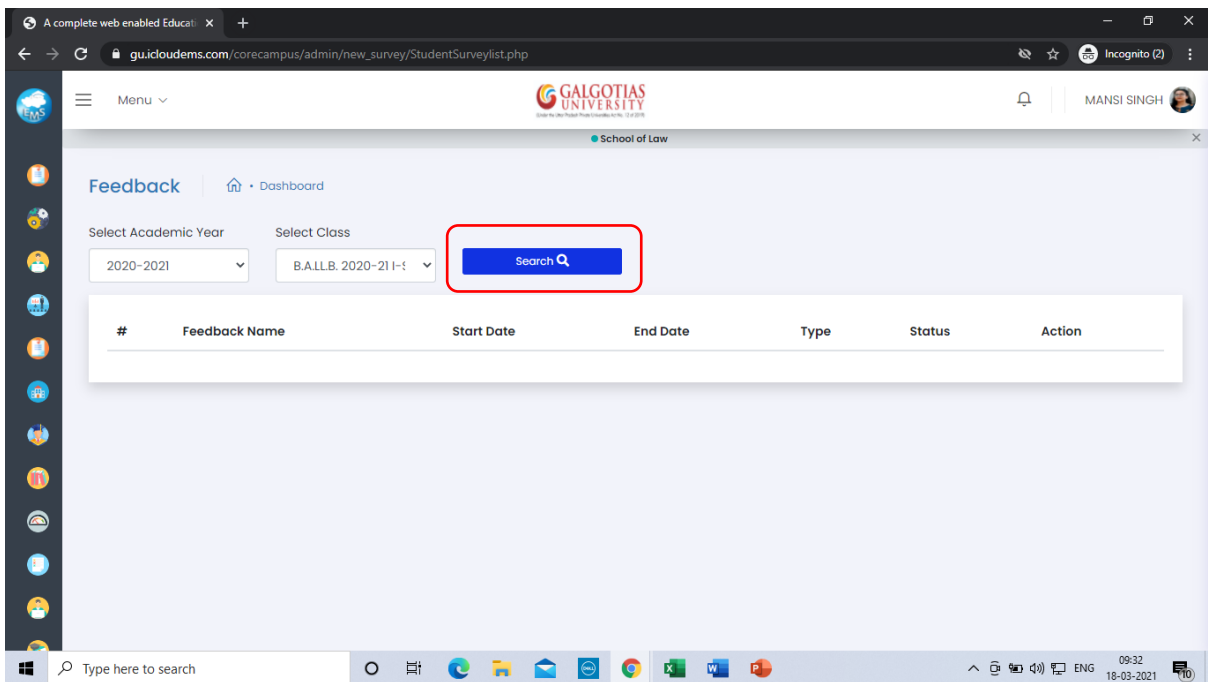 A complete web enabled Educati
gu.icloudems.com/corecampus/admin/new_survey/StudentSurveylist.php
Incognito (2)
EMS
Menu
GALGOTIAS
UNIVERSITY
MANSI SINGH
School of Law
Feedback
Dashboard
Select Academic Year Select Class
2020-2021 B.A.LL.B. 2020-21 I-S Search
# Feedback Name Start Date End Date Type Status Action
Type here to search
DELL
ENG
09:32
18-03-2021
10